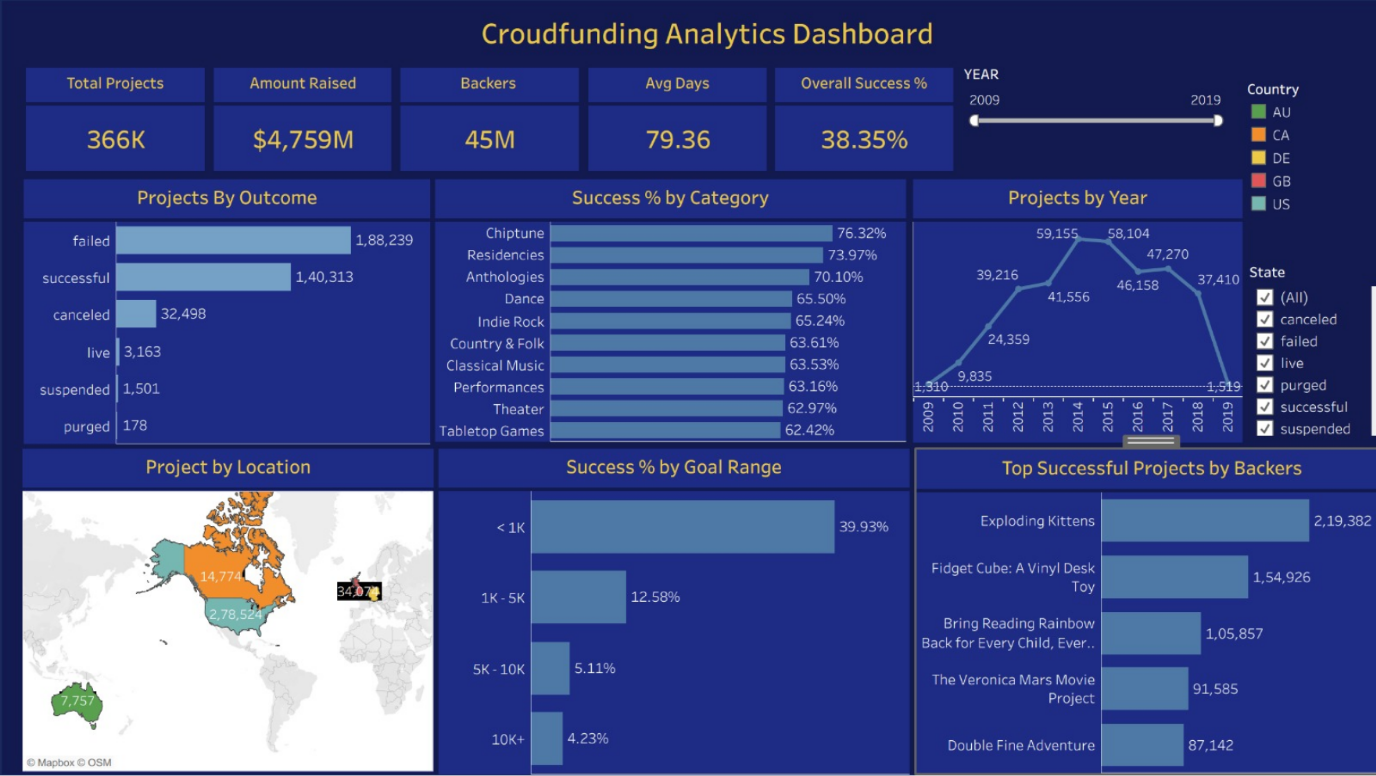 Croudfunding Analytics Dashboard
Total Projects
366K
Amount Raised
$4,759M
Backers
45M
Avg Days
79.36
Overall Success %
38.35%
YEAR
2009 2019
Country
AU
CA
DE
GB
US
Projects By Outcome
failed 1,88,239
successful 1,40,313
canceled 32,498
live 3,163
suspended 1,501
purged 178
Success % by Category
Chiptune 76.32%
Residencies 73.97%
Anthologies 70.10%
Dance 65.50%
Indie Rock 65.24%
Country & Folk 63.61%
Classical Music 63.53%
Performances 63.16%
Theater 62.97%
Tabletop Games 62.42%
Projects by Year
1,310
9,835
24,359
39,216
41,556
59,155
58,104
46,158
47,270
37,410
1,519
2009 2010 2011 2012 2013 2014 2015 2016 2017 2018 2019
State
(All)
canceled
failed
live
purged
successful
suspended
Project by Location
14,774
2,78,524
7,757
© Mapbox © OSM
Success % by Goal Range
< 1K 39.93%
1K - 5K 12.58%
5K - 10K 5.11%
10K+ 4.23%
Top Successful Projects by Backers
Exploding Kittens 2,19,382
Fidget Cube: A Vinyl Desk
Toy
1,54,926
Bring Reading Rainbow
Back for Every Child, Ever..
1,05,857
The Veronica Mars Movie
Project
91,585
Double Fine Adventure 87,142